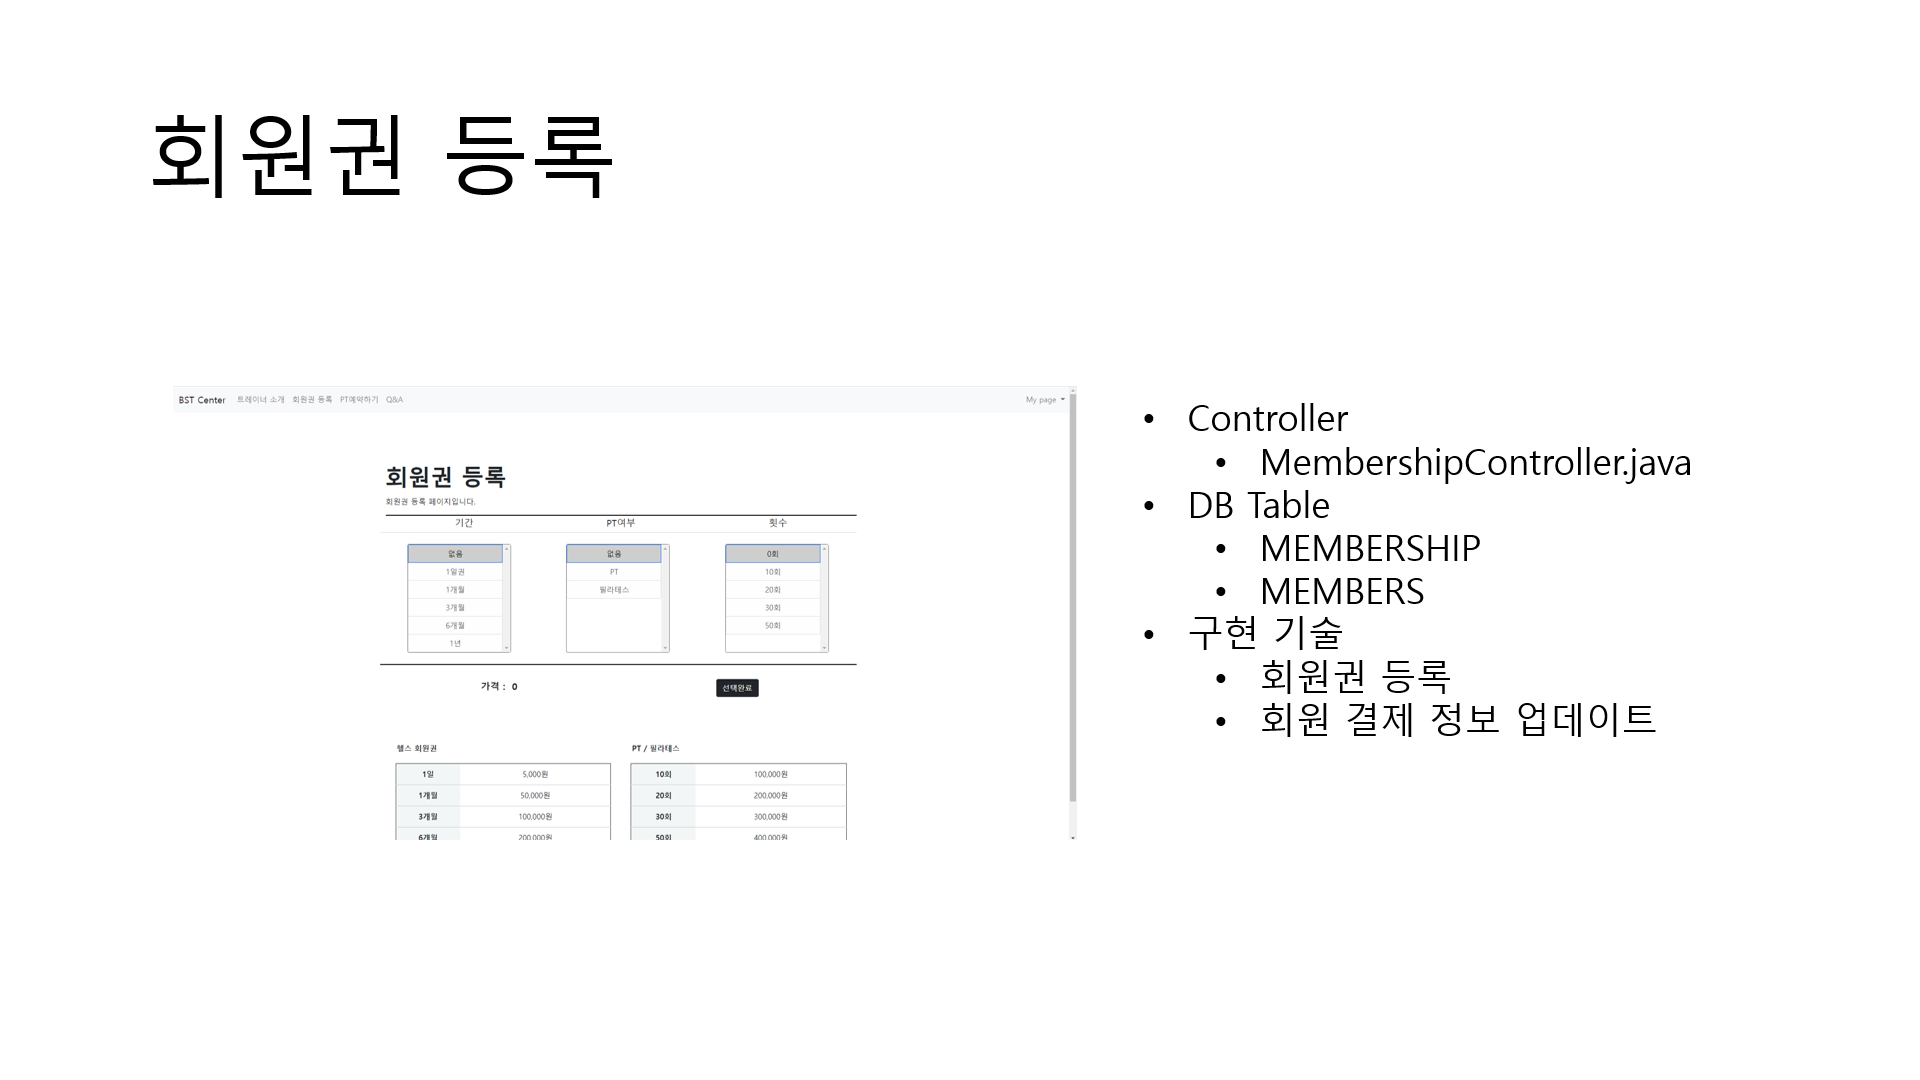 회원권 등록
BST Center 트레이너 소개 회원권 등록 PT예약하기 Q&A My page
회원권 등록
회원권 등록 페이지입니다.
기간 PT여부 횟수
없음 없음 0회
1일권 PT 10회
1개월 필라테스 20회
3개월 30회
6개월 50회
1년
가격 : 0 선택완료
헬스 회원권 PT / 필라테스
1일 5,000원 10회 100,000원
1개월 50,000원 20회 200,000원
3개월 100,000원 30회 300,000원
6개월 200,000원 50회 400,000원
• Controller
• MembershipController.java
• DB Table
• MEMBERSHIP
• MEMBERS
• 구현 기술
• 회원권 등록
• 회원 결제 정보 업데이트